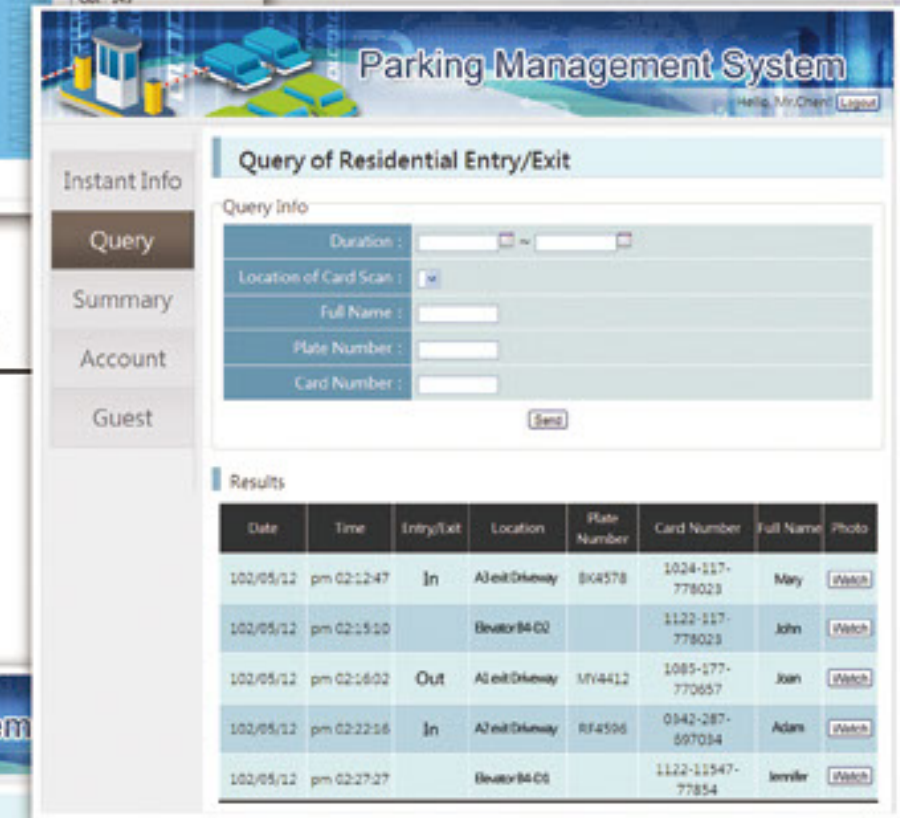 Parking Management System
Hello, Mr.Chen! Logout
Instant Info
Query
Summary
Account
Guest
Query of Residential Entry/Exit
Query Info
Duration : ~
Location of Card Scan :
Full Name :
Plate Number :
Card Number :
Send
Results
Date Time Entry/Exit Location Plate Number Card Number Full Name Photo
102/05/12 pm 02:12:47 In A3 exit Driveway BK4578 1024-117-778023 Mary Watch
102/05/12 pm 02:15:10 Elevator B4-D2 1122-117-778023 John Watch
102/05/12 pm 02:16:02 Out A1 exit Driveway MY4412 1085-177-770657 Joan Watch
102/05/12 pm 02:22:16 In A2 exit Driveway RF4596 0342-287-697034 Adam Watch
102/05/12 pm 02:27:27 Elevator B4-D1 1122-11547-77854 Jennifer Watch